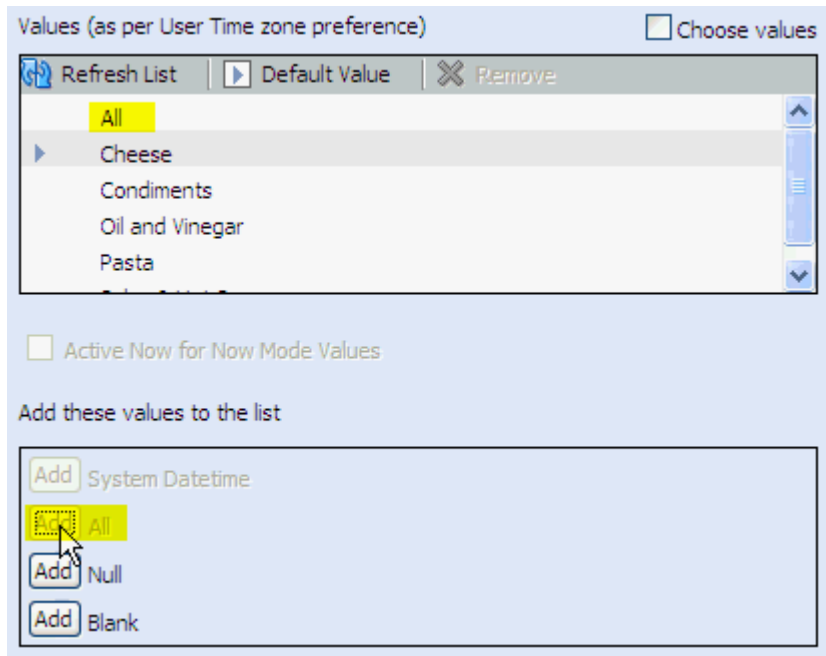 Values (as per User Time zone preference) Choose values
Refresh List Default Value Remove
All
Cheese
Condiments
Oil and Vinegar
Pasta
Active Now for Now Mode Values
Add these values to the list
Add System Datetime
Add All
Add Null
Add Blank